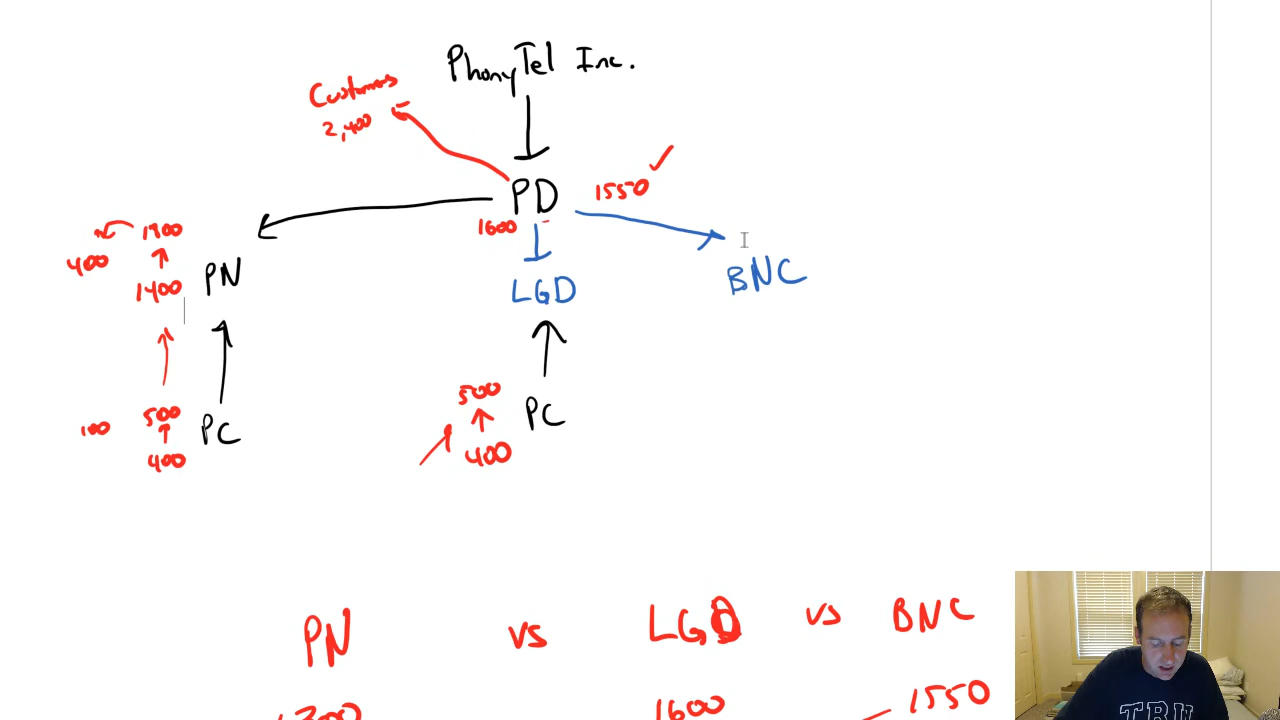 PhonyTel Inc.
Customers
2,400
PD
1550
1600
1800
400
1400
PN
LGD
BNC
500
PC
100
500
PC
400
400
PN vs LGD vs BNC
1600
1550